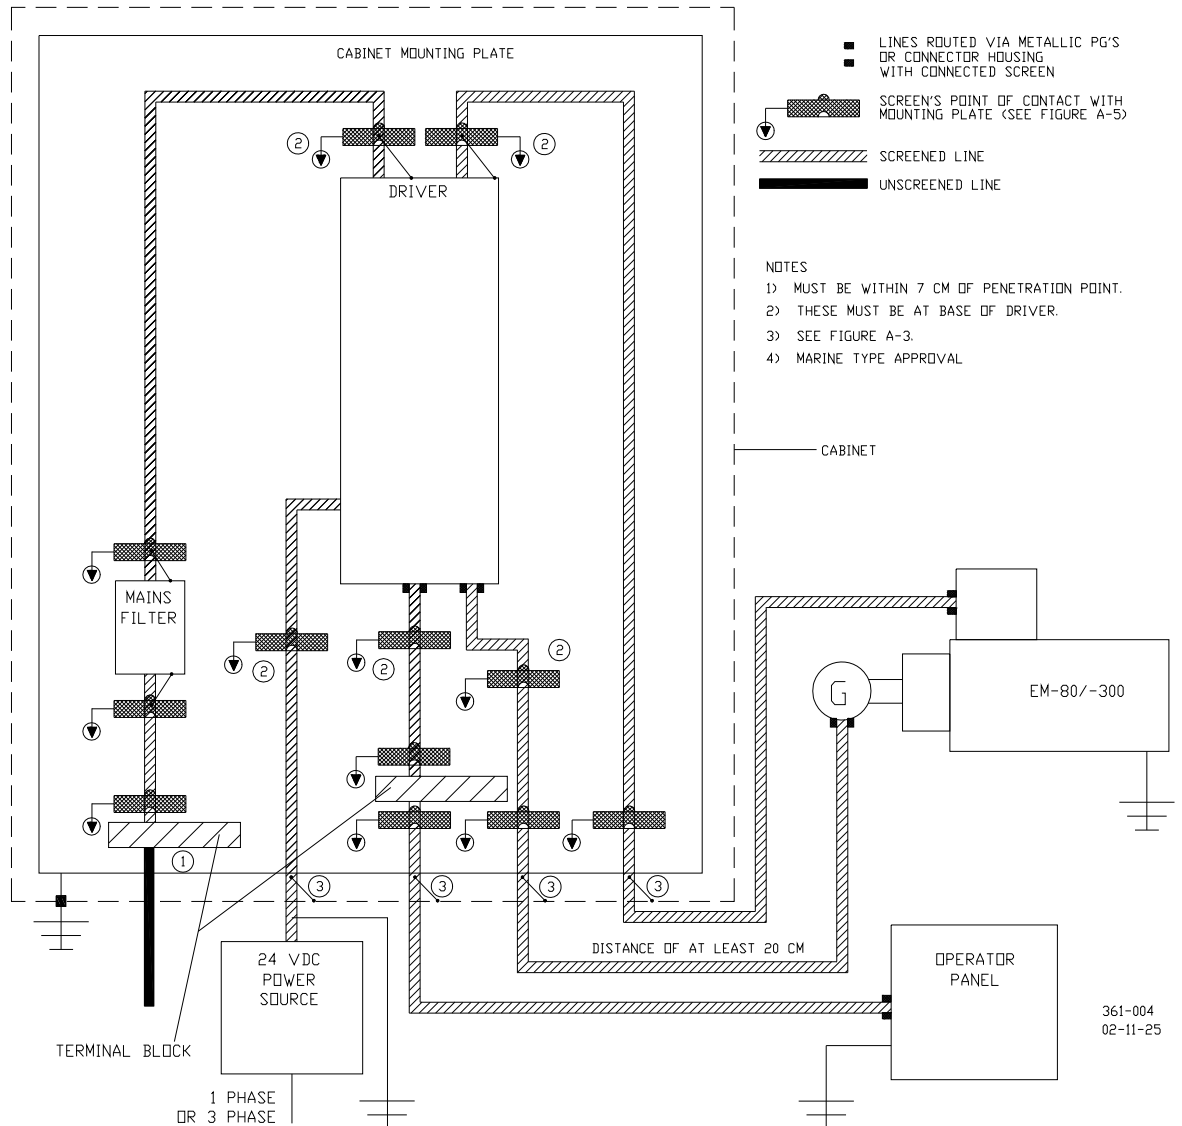 CABINET MOUNTING PLATE
LINES ROUTED VIA METALLIC PG'S
OR CONNECTOR HOUSING
WITH CONNECTED SCREEN
SCREEN'S POINT OF CONTACT WITH
MOUNTING PLATE (SEE FIGURE A-5)
SCREENED LINE
UNSCREENED LINE
2
2
DRIVER
NOTES
1) MUST BE WITHIN 7 CM OF PENETRATION POINT.
2) THESE MUST BE AT BASE OF DRIVER.
3) SEE FIGURE A-3.
4) MARINE TYPE APPROVAL
CABINET
MAINS
FILTER
2
2
2
G
EM-80/-300
1
3
3
3
3
DISTANCE OF AT LEAST 20 CM
24 VDC
POWER
SOURCE
OPERATOR
PANEL
361-004
02-11-25
TERMINAL BLOCK
1 PHASE
OR 3 PHASE